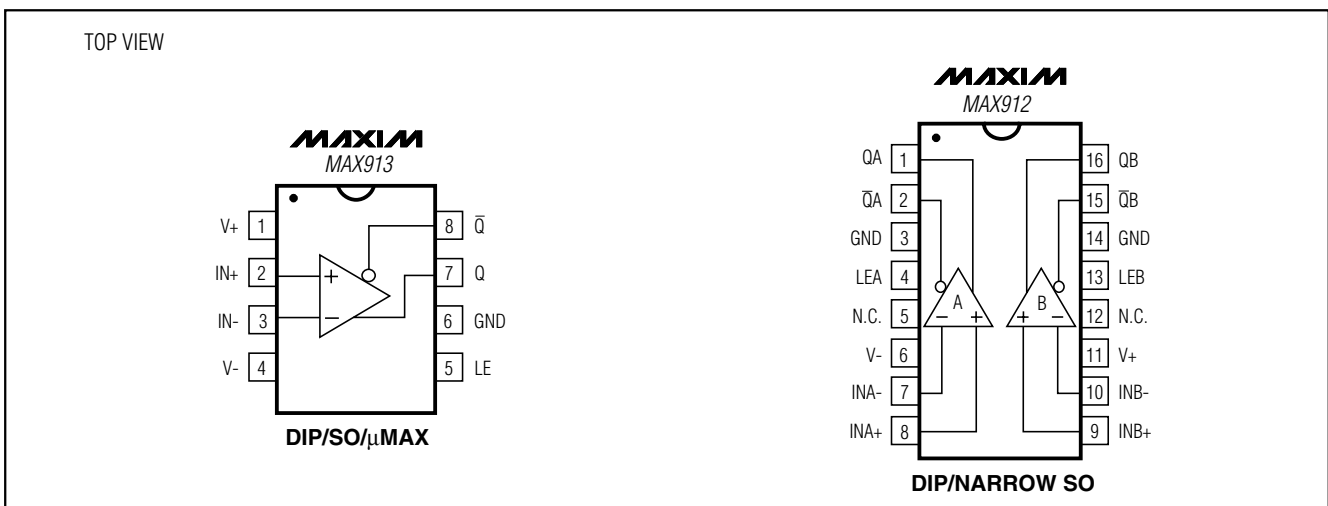 TOP VIEW
MAXIM
MAX913
V+ 1
IN+ 2
IN- 3
V- 4
8 Q̅
7 Q
6 GND
5 LE
+
−
DIP/SO/µMAX
MAXIM
MAX912
QA 1
Q̅A 2
GND 3
LEA 4
N.C. 5
V- 6
INA- 7
INA+ 8
16 QB
15 Q̅B
14 GND
13 LEB
12 N.C.
11 V+
10 INB-
9 INB+
A
− +
B
+ −
DIP/NARROW SO